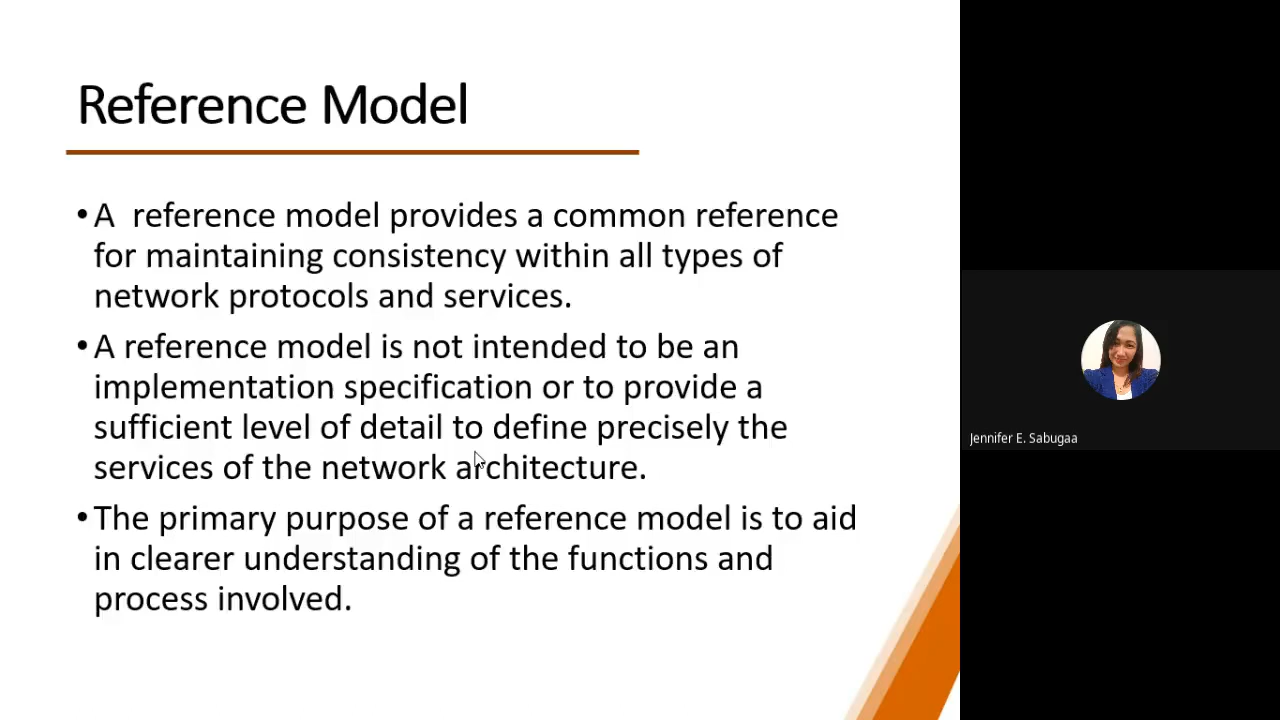 Reference Model
• A  reference model provides a common reference
for maintaining consistency within all types of
network protocols and services.
• A reference model is not intended to be an
implementation specification or to provide a
sufficient level of detail to define precisely the
services of the network architecture.
• The primary purpose of a reference model is to aid
in clearer understanding of the functions and
process involved.
Jennifer E. Sabugaa